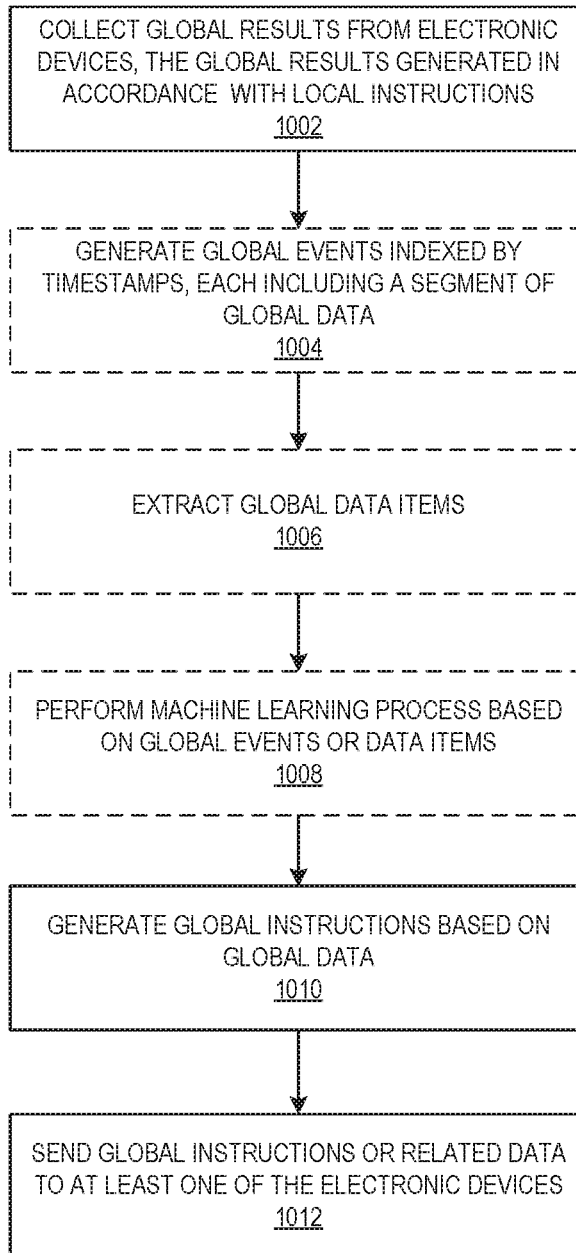 COLLECT GLOBAL RESULTS FROM ELECTRONIC
DEVICES, THE GLOBAL RESULTS GENERATED IN
ACCORDANCE WITH LOCAL INSTRUCTIONS
1002
GENERATE GLOBAL EVENTS INDEXED BY
TIMESTAMPS, EACH INCLUDING A SEGMENT OF
GLOBAL DATA
1004
EXTRACT GLOBAL DATA ITEMS
1006
PERFORM MACHINE LEARNING PROCESS BASED
ON GLOBAL EVENTS OR DATA ITEMS
1008
GENERATE GLOBAL INSTRUCTIONS BASED ON
GLOBAL DATA
1010
SEND GLOBAL INSTRUCTIONS OR RELATED DATA
TO AT LEAST ONE OF THE ELECTRONIC DEVICES
1012